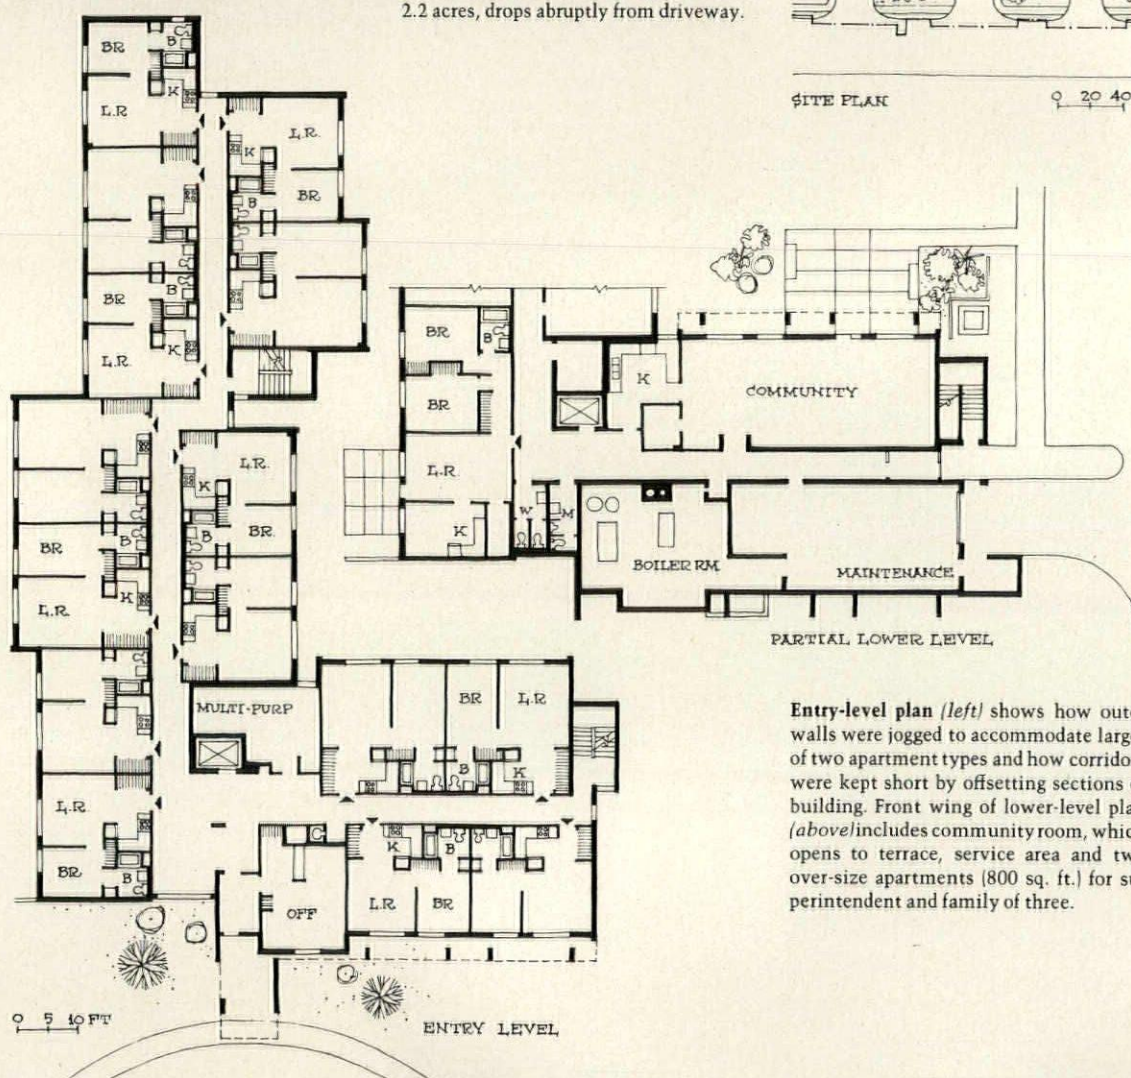 2.2 acres, drops abruptly from driveway.
SITE PLAN
0 20 40
BR
B
K
L.R
L.R.
K
BR
B
BR
B
L.R.
K
L.R.
K
BR.
B
BR
B
K
L.R.
MULTI-PURP
L.R.
BR
B
BR
L.R
B
K
K
B
L.R
BR
C
OFF
0 5 10 FT
ENTRY LEVEL
BR
B
BR
L.R.
K
K
COMMUNITY
W
M
BOILER RM
MAINTENANCE
PARTIAL LOWER LEVEL
Entry-level plan (left) shows how oute
walls were jogged to accommodate larg
of two apartment types and how corrido
were kept short by offsetting sections
building. Front wing of lower-level pla
(above) includes community room, whic
opens to terrace, service area and tw
over-size apartments (800 sq. ft.) for su
perintendent and family of three.